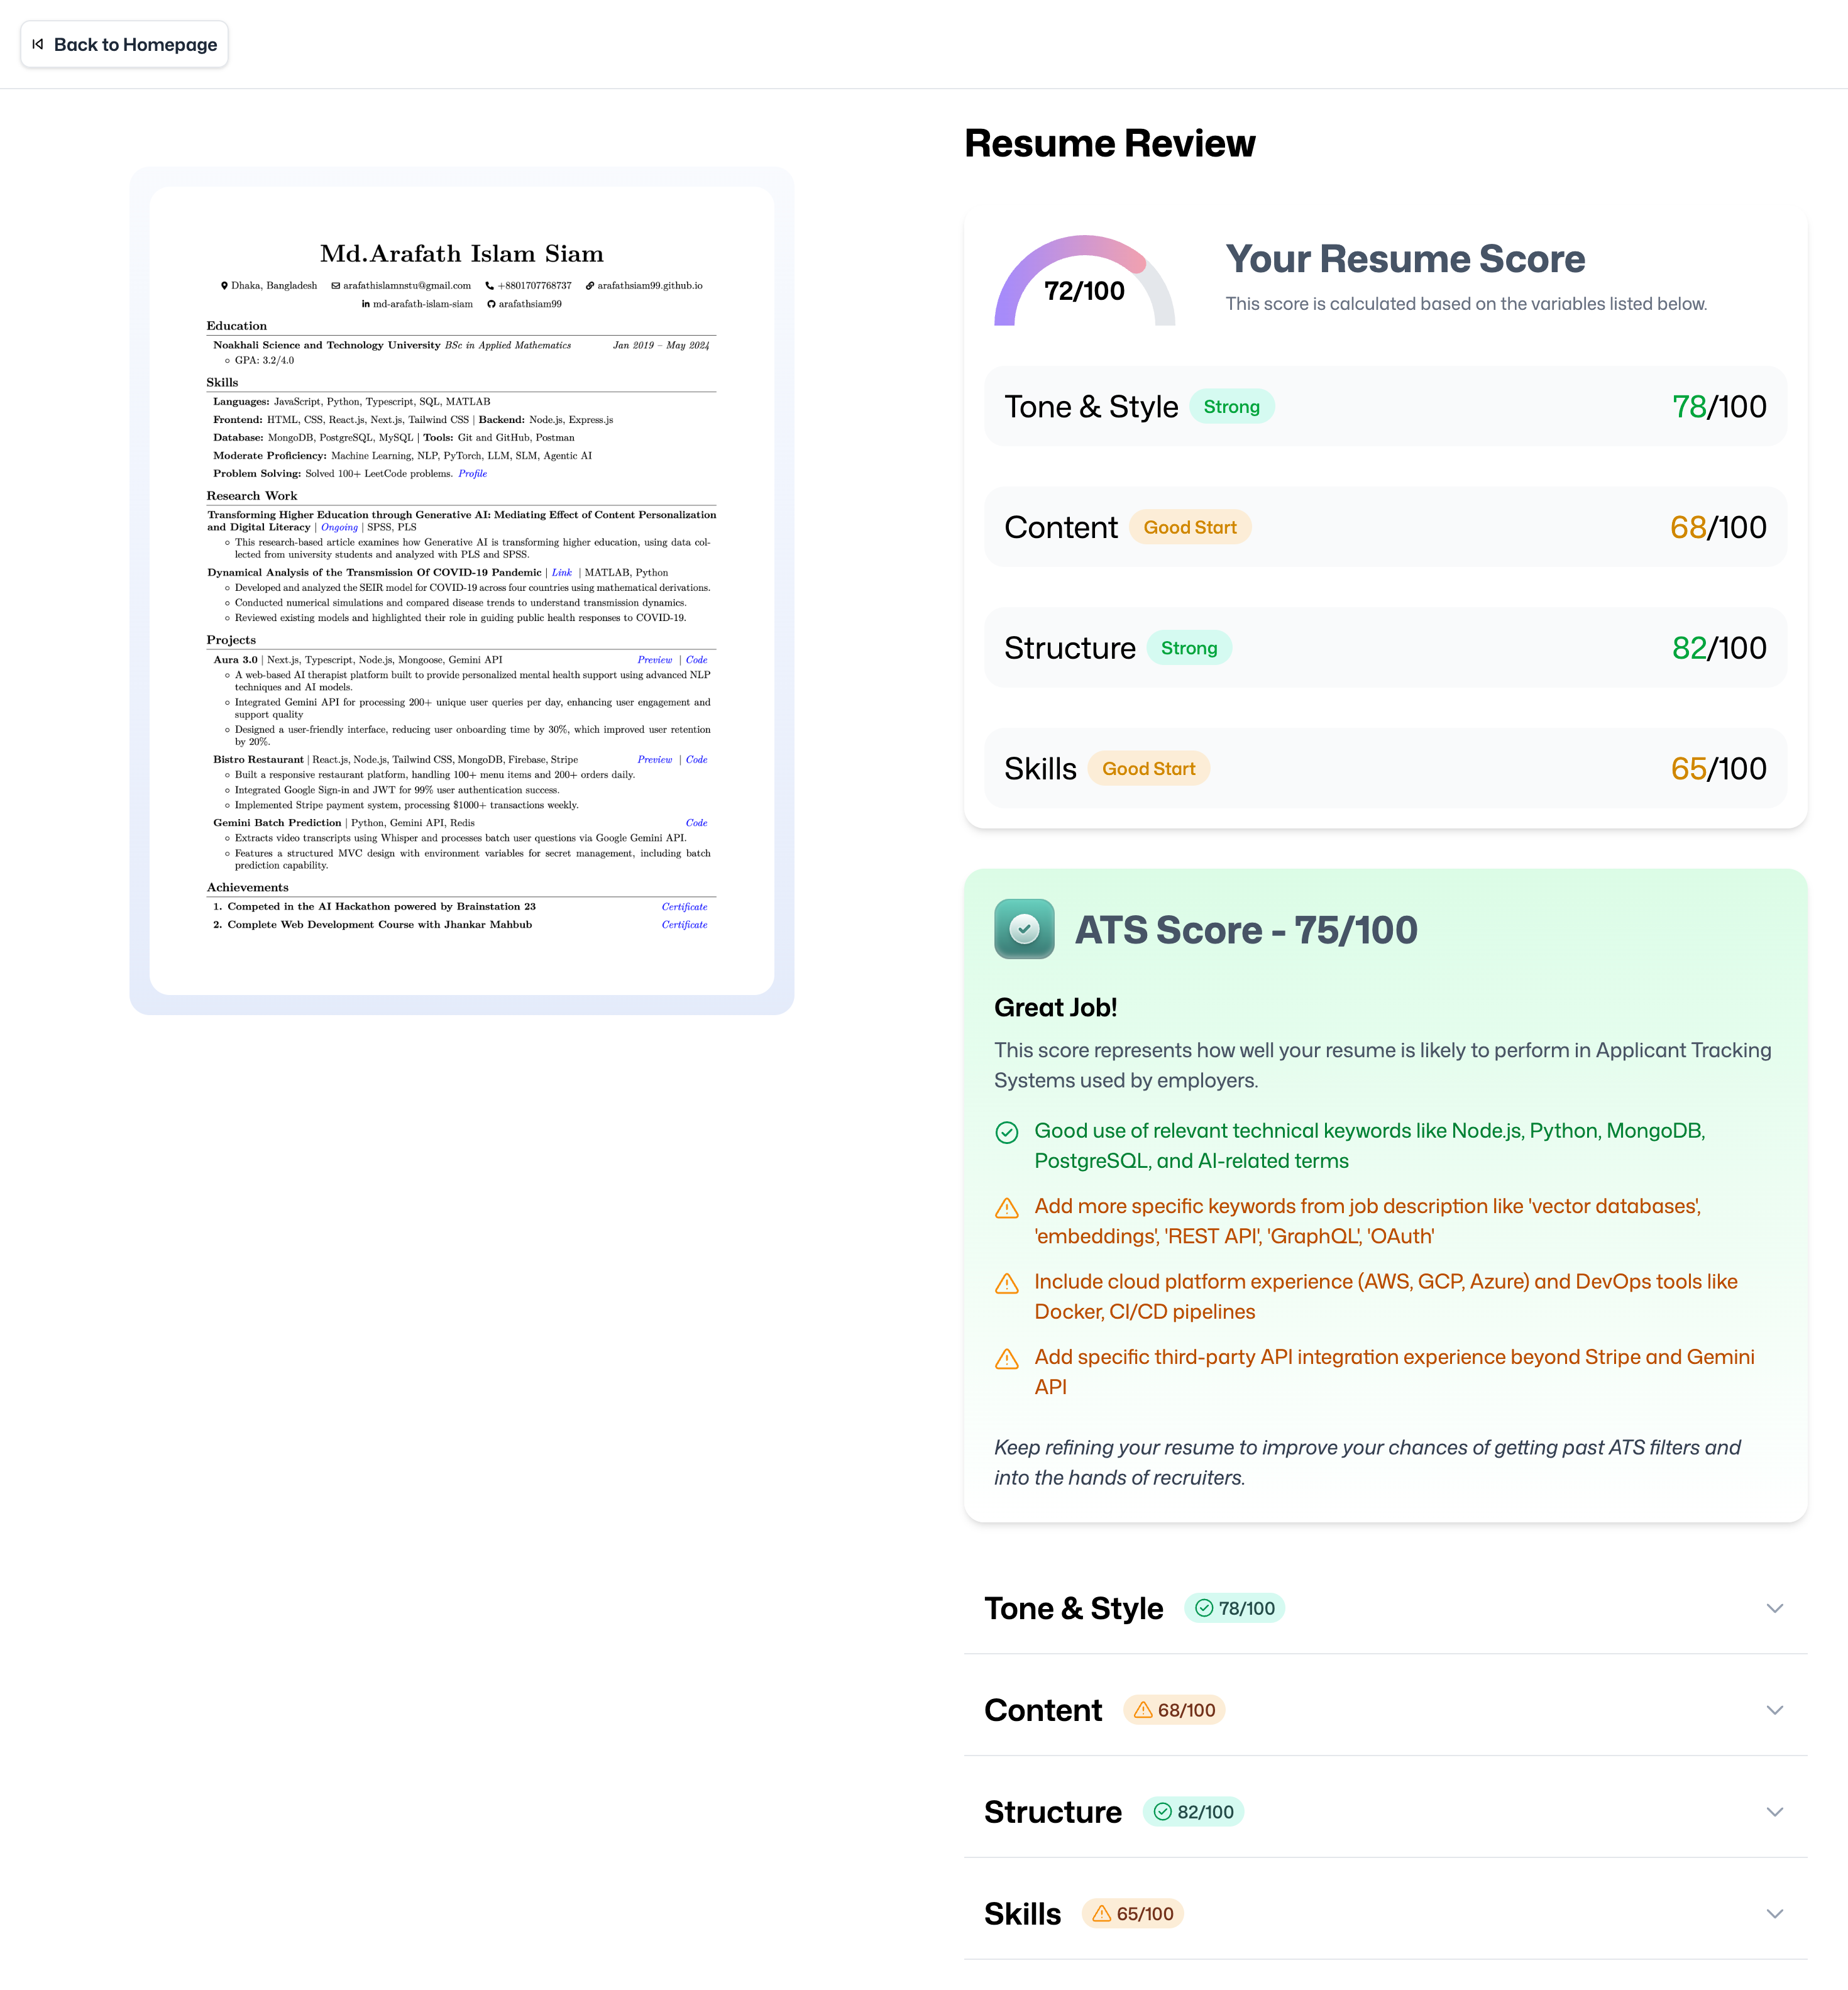 Back to Homepage
Md.Arafath Islam Siam
Dhaka, Bangladesh arafathislamnstu@gmail.com +8801707768737 arafathsiam99.github.io
md-arafath-islam-siam arafathsiam99
Education
Noakhali Science and Technology University BSc in Applied Mathematics Jan 2019 – May 2024
GPA: 3.2/4.0
Skills
Languages: JavaScript, Python, Typescript, SQL, MATLAB
Frontend: HTML, CSS, React.js, Next.js, Tailwind CSS | Backend: Node.js, Express.js
Database: MongoDB, PostgreSQL, MySQL | Tools: Git and GitHub, Postman
Moderate Proficiency: Machine Learning, NLP, PyTorch, LLM, SLM, Agentic AI
Problem Solving: Solved 100+ LeetCode problems. Profile
Research Work
Transforming Higher Education through Generative AI: Mediating Effect of Content Personalization
and Digital Literacy | Ongoing | SPSS, PLS
This research-based article examines how Generative AI is transforming higher education, using data col-
lected from university students and analyzed with PLS and SPSS.
Dynamical Analysis of the Transmission Of COVID-19 Pandemic | Link | MATLAB, Python
Developed and analyzed the SEIR model for COVID-19 across four countries using mathematical derivations.
Conducted numerical simulations and compared disease trends to understand transmission dynamics.
Reviewed existing models and highlighted their role in guiding public health responses to COVID-19.
Projects
Aura 3.0 | Next.js, Typescript, Node.js, Mongoose, Gemini API Preview | Code
A web-based AI therapist platform built to provide personalized mental health support using advanced NLP
techniques and AI models.
Integrated Gemini API for processing 200+ unique user queries per day, enhancing user engagement and
support quality
Designed a user-friendly interface, reducing user onboarding time by 30%, which improved user retention
by 20%.
Bistro Restaurant | React.js, Node.js, Tailwind CSS, MongoDB, Firebase, Stripe Preview | Code
Built a responsive restaurant platform, handling 100+ menu items and 200+ orders daily.
Integrated Google Sign-in and JWT for 99% user authentication success.
Implemented Stripe payment system, processing $1000+ transactions weekly.
Gemini Batch Prediction | Python, Gemini API, Redis Code
Extracts video transcripts using Whisper and processes batch user questions via Google Gemini API.
Features a structured MVC design with environment variables for secret management, including batch
prediction capability.
Achievements
1. Competed in the AI Hackathon powered by Brainstation 23 Certificate
2. Complete Web Development Course with Jhankar Mahbub Certificate
Resume Review
72/100
Your Resume Score
This score is calculated based on the variables listed below.
Tone & Style Strong 78/100
Content Good Start 68/100
Structure Strong 82/100
Skills Good Start 65/100
ATS Score - 75/100
Great Job!
This score represents how well your resume is likely to perform in Applicant Tracking
Systems used by employers.
Good use of relevant technical keywords like Node.js, Python, MongoDB,
PostgreSQL, and AI-related terms
Add more specific keywords from job description like 'vector databases',
'embeddings', 'REST API', 'GraphQL', 'OAuth'
Include cloud platform experience (AWS, GCP, Azure) and DevOps tools like
Docker, CI/CD pipelines
Add specific third-party API integration experience beyond Stripe and Gemini
API
Keep refining your resume to improve your chances of getting past ATS filters and
into the hands of recruiters.
Tone & Style 78/100
Content 68/100
Structure 82/100
Skills 65/100